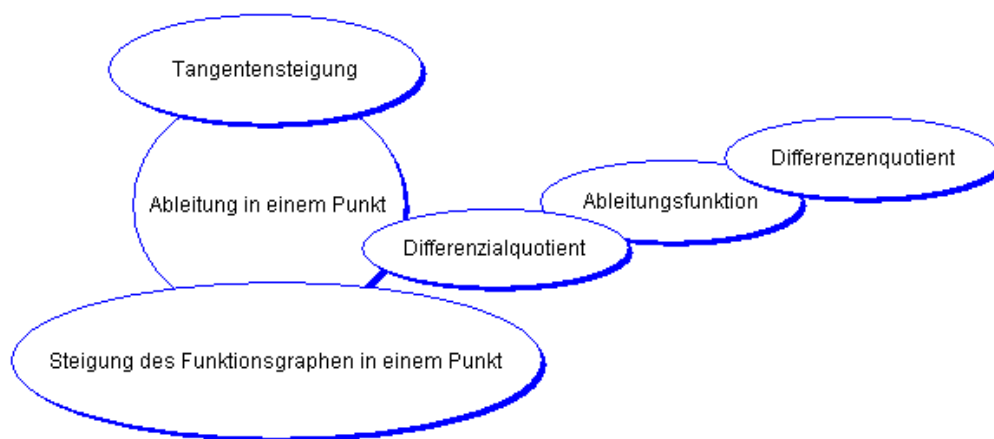 Tangentensteigung
Differenzenquotient
Ableitung in einem Punkt
Ableitungsfunktion
Differenzialquotient
Steigung des Funktionsgraphen in einem Punkt